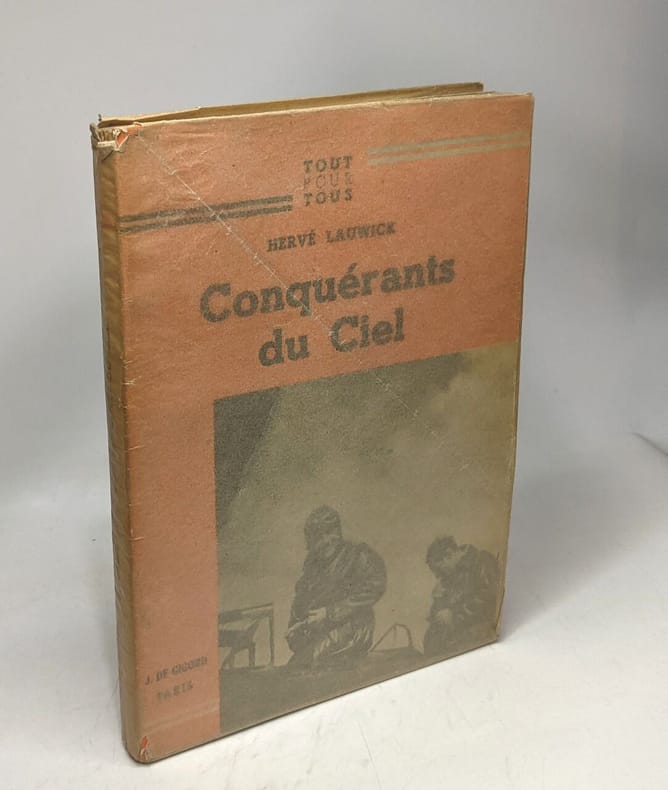 TOUT
POUR
TOUS
HERVÉ LAUWICK
Conquérants
du Ciel
J. DE GIGORD
PARIS